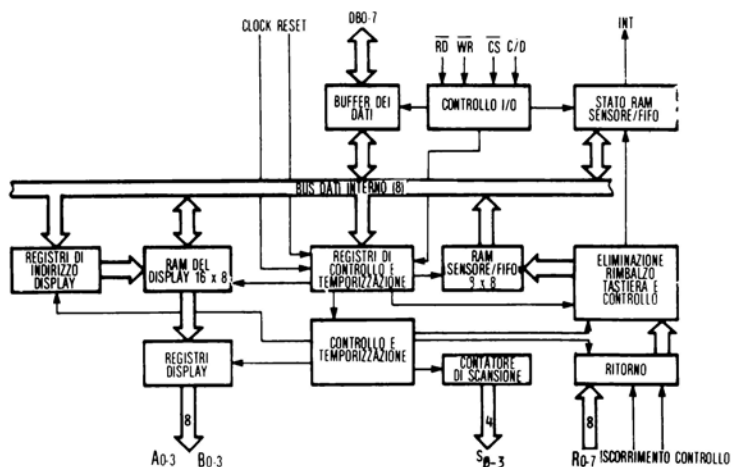 CLOCK RESET
DB0-7
INT
RD WR CS C/D
BUFFER DEI
DATI
CONTROLLO I/O
STATO RAM
SENSORE/FIFO
BUS DATI INTERNO (8)
REGISTRI DI
INDIRIZZO
DISPLAY
RAM DEL
DISPLAY 16 x 8
REGISTRI DI
CONTROLLO E
TEMPORIZZAZIONE
RAM
SENSORE/FIFO
9 x 8
ELIMINAZIONE
RIMBALZO
TASTIERA E
CONTROLLO
CONTROLLO E
TEMPORIZZAZIONE
REGISTRI
DISPLAY
CONTATORE
DI SCANSIONE
RITORNO
8
4
8
A0-3 B0-3
S0-3
R0-7 ISCORRIMENTO CONTROLLO